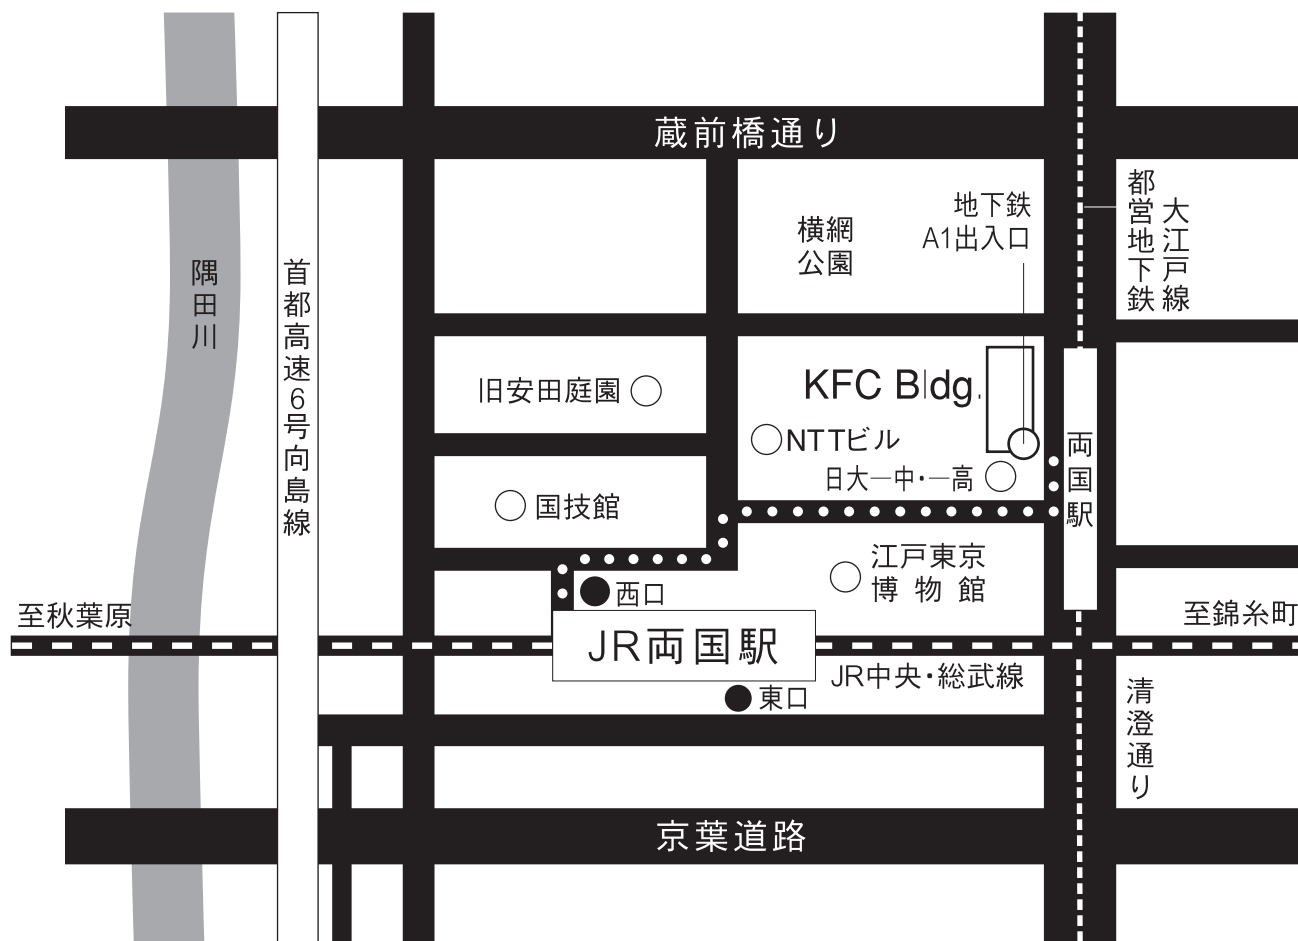 蔵前橋通り
都営地下鉄
大江戸線
地下鉄
A1出入口
横網
公園
隅田川
首都高速6号向島線
旧安田庭園
KFC Bldg.
NTTビル
日大一中・一高
両国駅
国技館
江戸東京
博物館
西口
至秋葉原
至錦糸町
JR両国駅
JR中央・総武線
東口
清澄通り
京葉道路